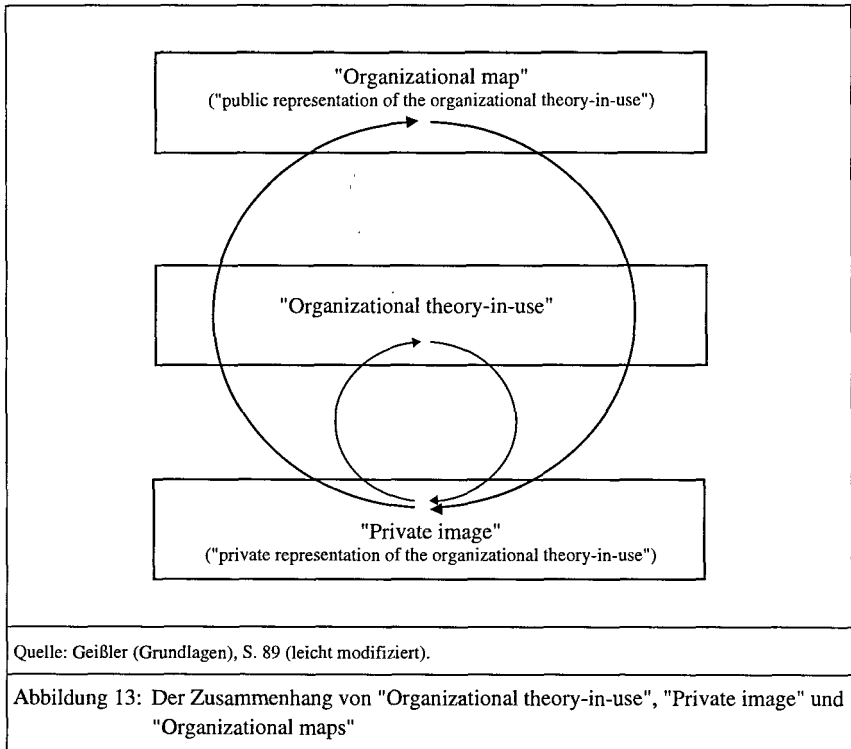 "Organizational map"
("public representation of the organizational theory-in-use")
"Organizational theory-in-use"
"Private image"
("private representation of the organizational theory-in-use")
Quelle: Geißler (Grundlagen), S. 89 (leicht modifiziert).
Abbildung 13: Der Zusammenhang von "Organizational theory-in-use", "Private image" und
"Organizational maps"